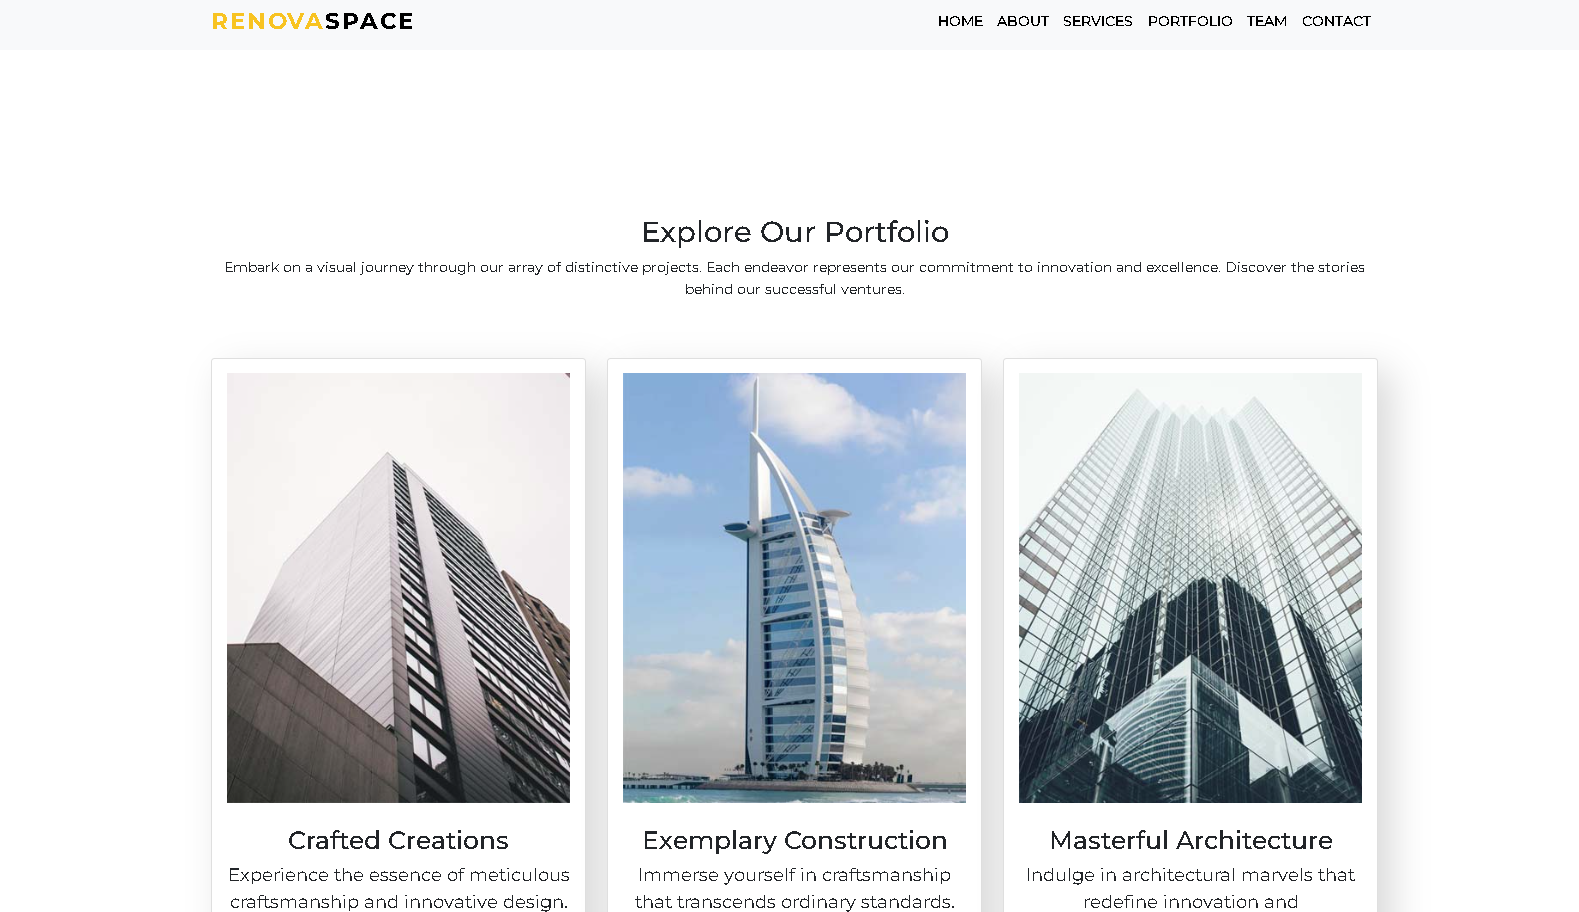 RENOVASPACE
HOME ABOUT SERVICES PORTFOLIO TEAM CONTACT
Explore Our Portfolio
Embark on a visual journey through our array of distinctive projects. Each endeavor represents our commitment to innovation and excellence. Discover the stories
behind our successful ventures.
Crafted Creations
Experience the essence of meticulous
craftsmanship and innovative design.
Exemplary Construction
Immerse yourself in craftsmanship
that transcends ordinary standards.
Masterful Architecture
Indulge in architectural marvels that
redefine innovation and